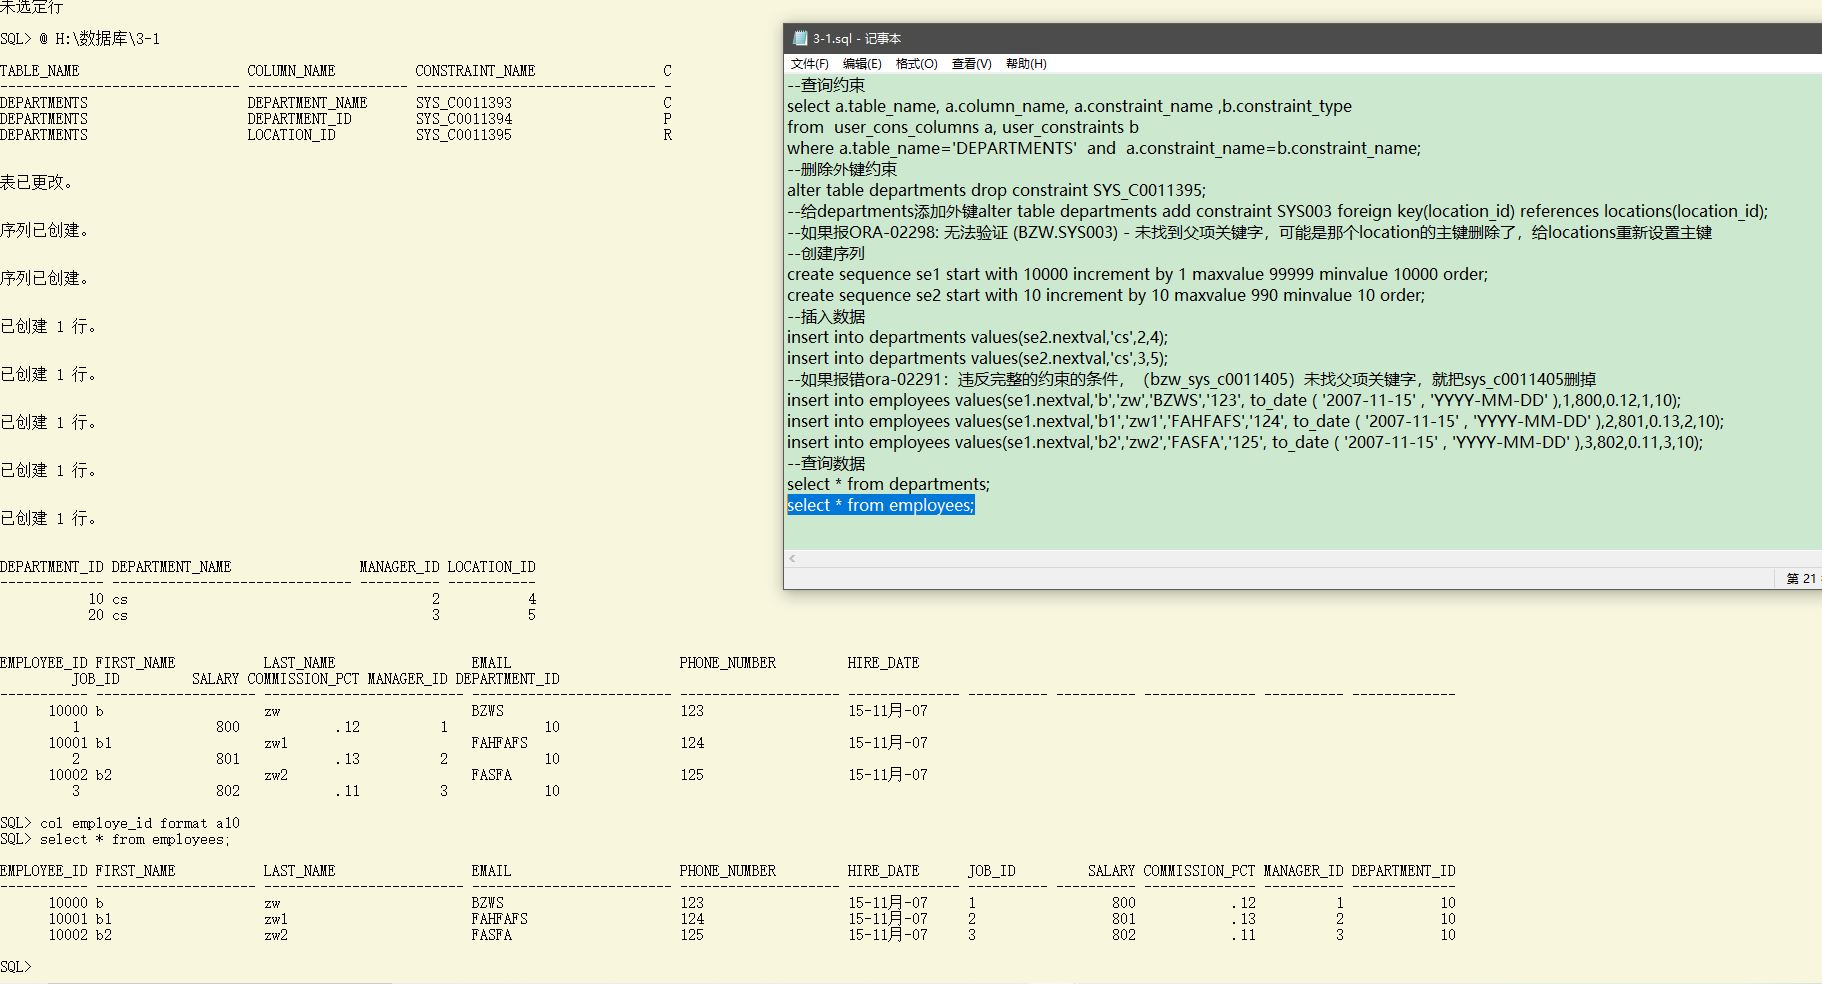 未选定行
SQL> @ H:\数据库\3-1
TABLE_NAME COLUMN_NAME CONSTRAINT_NAME C
------------------------------ -------------------- ------------------------------ -
DEPARTMENTS DEPARTMENT_NAME SYS_C0011393 C
DEPARTMENTS DEPARTMENT_ID SYS_C0011394 P
DEPARTMENTS LOCATION_ID SYS_C0011395 R
表已更改。
序列已创建。
序列已创建。
已创建 1 行。
已创建 1 行。
已创建 1 行。
已创建 1 行。
已创建 1 行。
DEPARTMENT_ID DEPARTMENT_NAME MANAGER_ID LOCATION_ID
------------- ------------------------------ ---------- -----------
10 cs 2 4
20 cs 3 5
EMPLOYEE_ID FIRST_NAME LAST_NAME EMAIL PHONE_NUMBER HIRE_DATE
JOB_ID SALARY COMMISSION_PCT MANAGER_ID DEPARTMENT_ID
----------- -------------------- ------------------------- ------------------------- -------------------- -------------- ---------- ---------- -------------- ---------- -------------
10000 b zw BZWS 123 15-11月-07
1 800 .12 1 10
10001 b1 zw1 FAHFAFS 124 15-11月-07
2 801 .13 2 10
10002 b2 zw2 FASFA 125 15-11月-07
3 802 .11 3 10
SQL> col employe_id format a10
SQL> select * from employees;
EMPLOYEE_ID FIRST_NAME LAST_NAME EMAIL PHONE_NUMBER HIRE_DATE JOB_ID SALARY COMMISSION_PCT MANAGER_ID DEPARTMENT_ID
----------- -------------------- ------------------------- ------------------------- -------------------- -------------- ---------- ---------- -------------- ---------- -------------
10000 b zw BZWS 123 15-11月-07 1 800 .12 1 10
10001 b1 zw1 FAHFAFS 124 15-11月-07 2 801 .13 2 10
10002 b2 zw2 FASFA 125 15-11月-07 3 802 .11 3 10
SQL>
3-1.sql - 记事本
文件(F) 编辑(E) 格式(O) 查看(V) 帮助(H)
--查询约束
select a.table_name, a.column_name, a.constraint_name ,b.constraint_type
from  user_cons_columns a, user_constraints b
where a.table_name='DEPARTMENTS'  and  a.constraint_name=b.constraint_name;
--删除外键约束
alter table departments drop constraint SYS_C0011395;
--给departments添加外键alter table departments add constraint SYS003 foreign key(location_id) references locations(location_id);
--如果报ORA-02298: 无法验证 (BZW.SYS003) - 未找到父项关键字，可能是那个location的主键删除了，给locations重新设置主键
--创建序列
create sequence se1 start with 10000 increment by 1 maxvalue 99999 minvalue 10000 order;
create sequence se2 start with 10 increment by 10 maxvalue 990 minvalue 10 order;
--插入数据
insert into departments values(se2.nextval,'cs',2,4);
insert into departments values(se2.nextval,'cs',3,5);
--如果报错ora-02291：违反完整的约束的条件，（bzw_sys_c0011405）未找父项关键字，就把sys_c0011405删掉
insert into employees values(se1.nextval,'b','zw','BZWS','123', to_date ( '2007-11-15' , 'YYYY-MM-DD' ),1,800,0.12,1,10);
insert into employees values(se1.nextval,'b1','zw1','FAHFAFS','124', to_date ( '2007-11-15' , 'YYYY-MM-DD' ),2,801,0.13,2,10);
insert into employees values(se1.nextval,'b2','zw2','FASFA','125', to_date ( '2007-11-15' , 'YYYY-MM-DD' ),3,802,0.11,3,10);
--查询数据
select * from departments;
select * from employees;
第 21